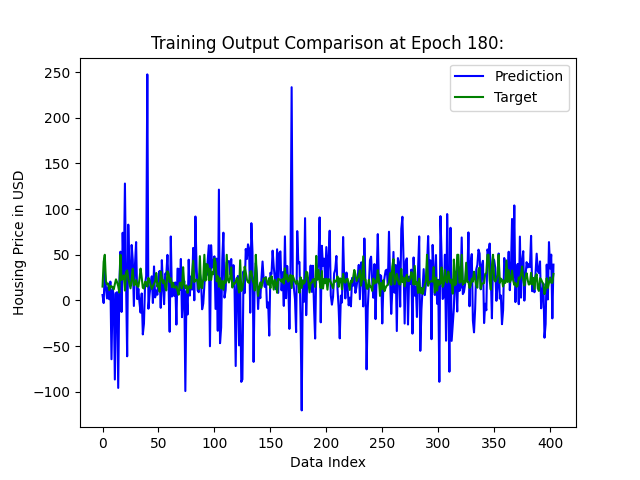 Training Output Comparison at Epoch 180:
Prediction
Target
Housing Price in USD
250
200
150
100
50
0
−50
−100
0 50 100 150 200 250 300 350 400
Data Index